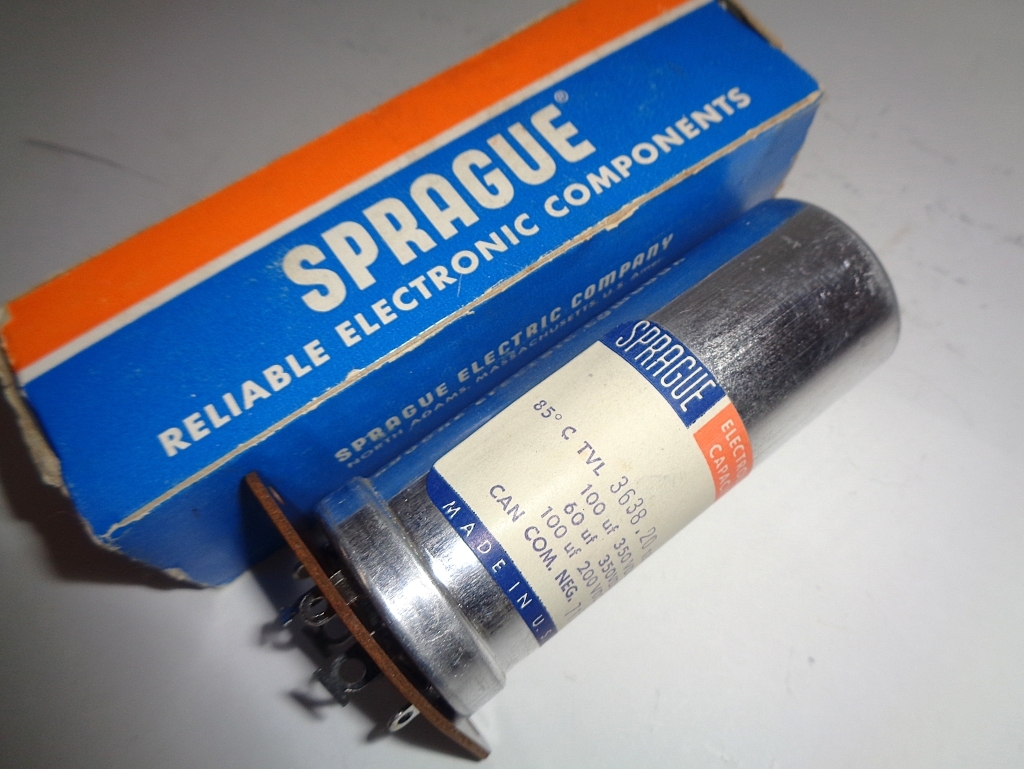 SPRAGUE®
RELIABLE ELECTRONIC COMPONENTS
SPRAGUE ELECTRIC COMPANY
NORTH ADAMS, MASSACHUSETTS, U.S.
SPRAGUE
85° C TVL 3638.20
100 uf 350
60 uf 350
100 uf 200
CAN COM. NEG.
MADE IN U.S